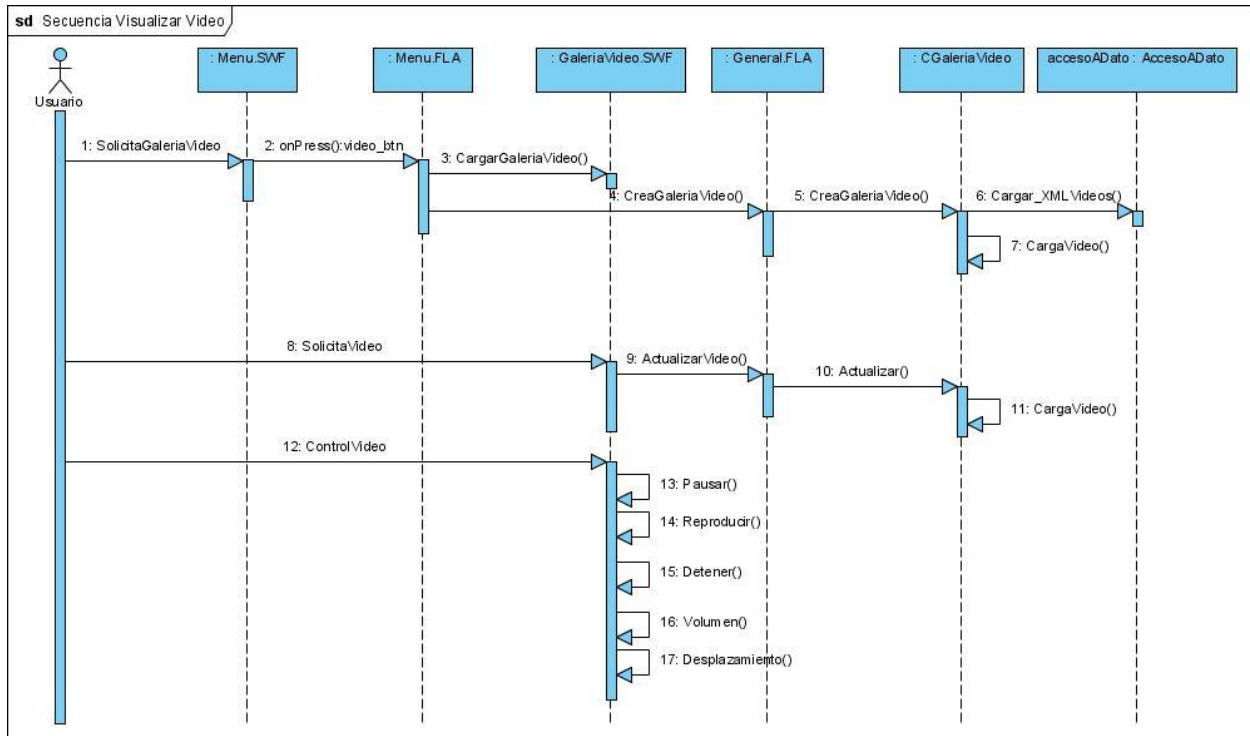 sd Secuencia Visualizar Video
: Menu.SWF
: Menu.FLA
: GaleriaVideo.SWF
: General.FLA
: CGaleriaVideo
accesoADato : AccesoADato
Usuario
1: SolicitaGaleriaVideo
2: onPress():video_btn
3: CargarGaleriaVideo()
4: CreaGaleriaVideo()
5: CreaGaleriaVideo()
6: Cargar_XMLVideos()
7: CargaVideo()
8: SolicitaVideo
9: ActualizarVideo()
10: Actualizar()
11: CargaVideo()
12: ControlVideo
13: Pausar()
14: Reproducir()
15: Detener()
16: Volumen()
17: Desplazamiento()